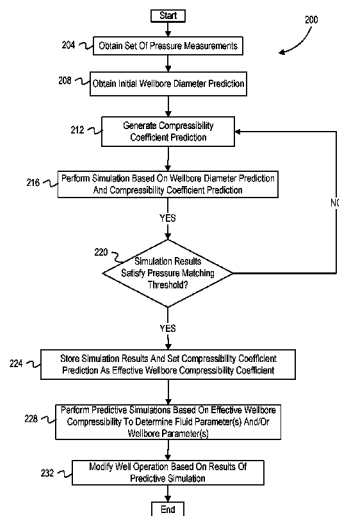 Start
200
204
Obtain Set Of Pressure Measurements
208
Obtain Initial Wellbore Diameter Prediction
212
Generate Compressibility
Coefficient Prediction
216
Perform Simulation Based On Wellbore Diameter Prediction
And Compressibility Coefficient Prediction
YES
NO
220
Simulation Results
Satisfy Pressure Matching
Threshold?
YES
224
Store Simulation Results And Set Compressibility Coefficient
Prediction As Effective Wellbore Compressibility Coefficient
228
Perform Predictive Simulations Based On Effective Wellbore
Compressibility To Determine Fluid Parameter(s) And/Or
Wellbore Parameter(s)
232
Modify Well Operation Based On Results Of
Predictive Simulation
End